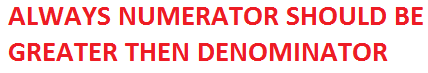 ALWAYS NUMERATOR SHOULD BE
GREATER THEN DENOMINATOR